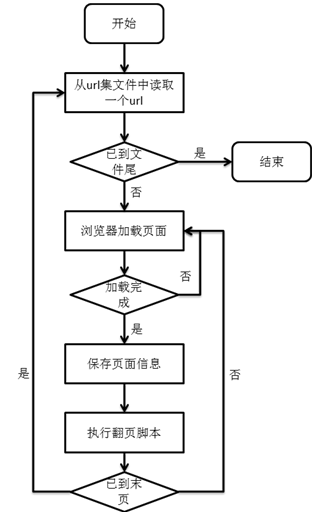 开始
从url集文件中读取
一个url
已到文
件尾
是
结束
否
浏览器加载页面
加载完
成
否
是
保存页面信息
是
否
执行翻页脚本
已到末
页